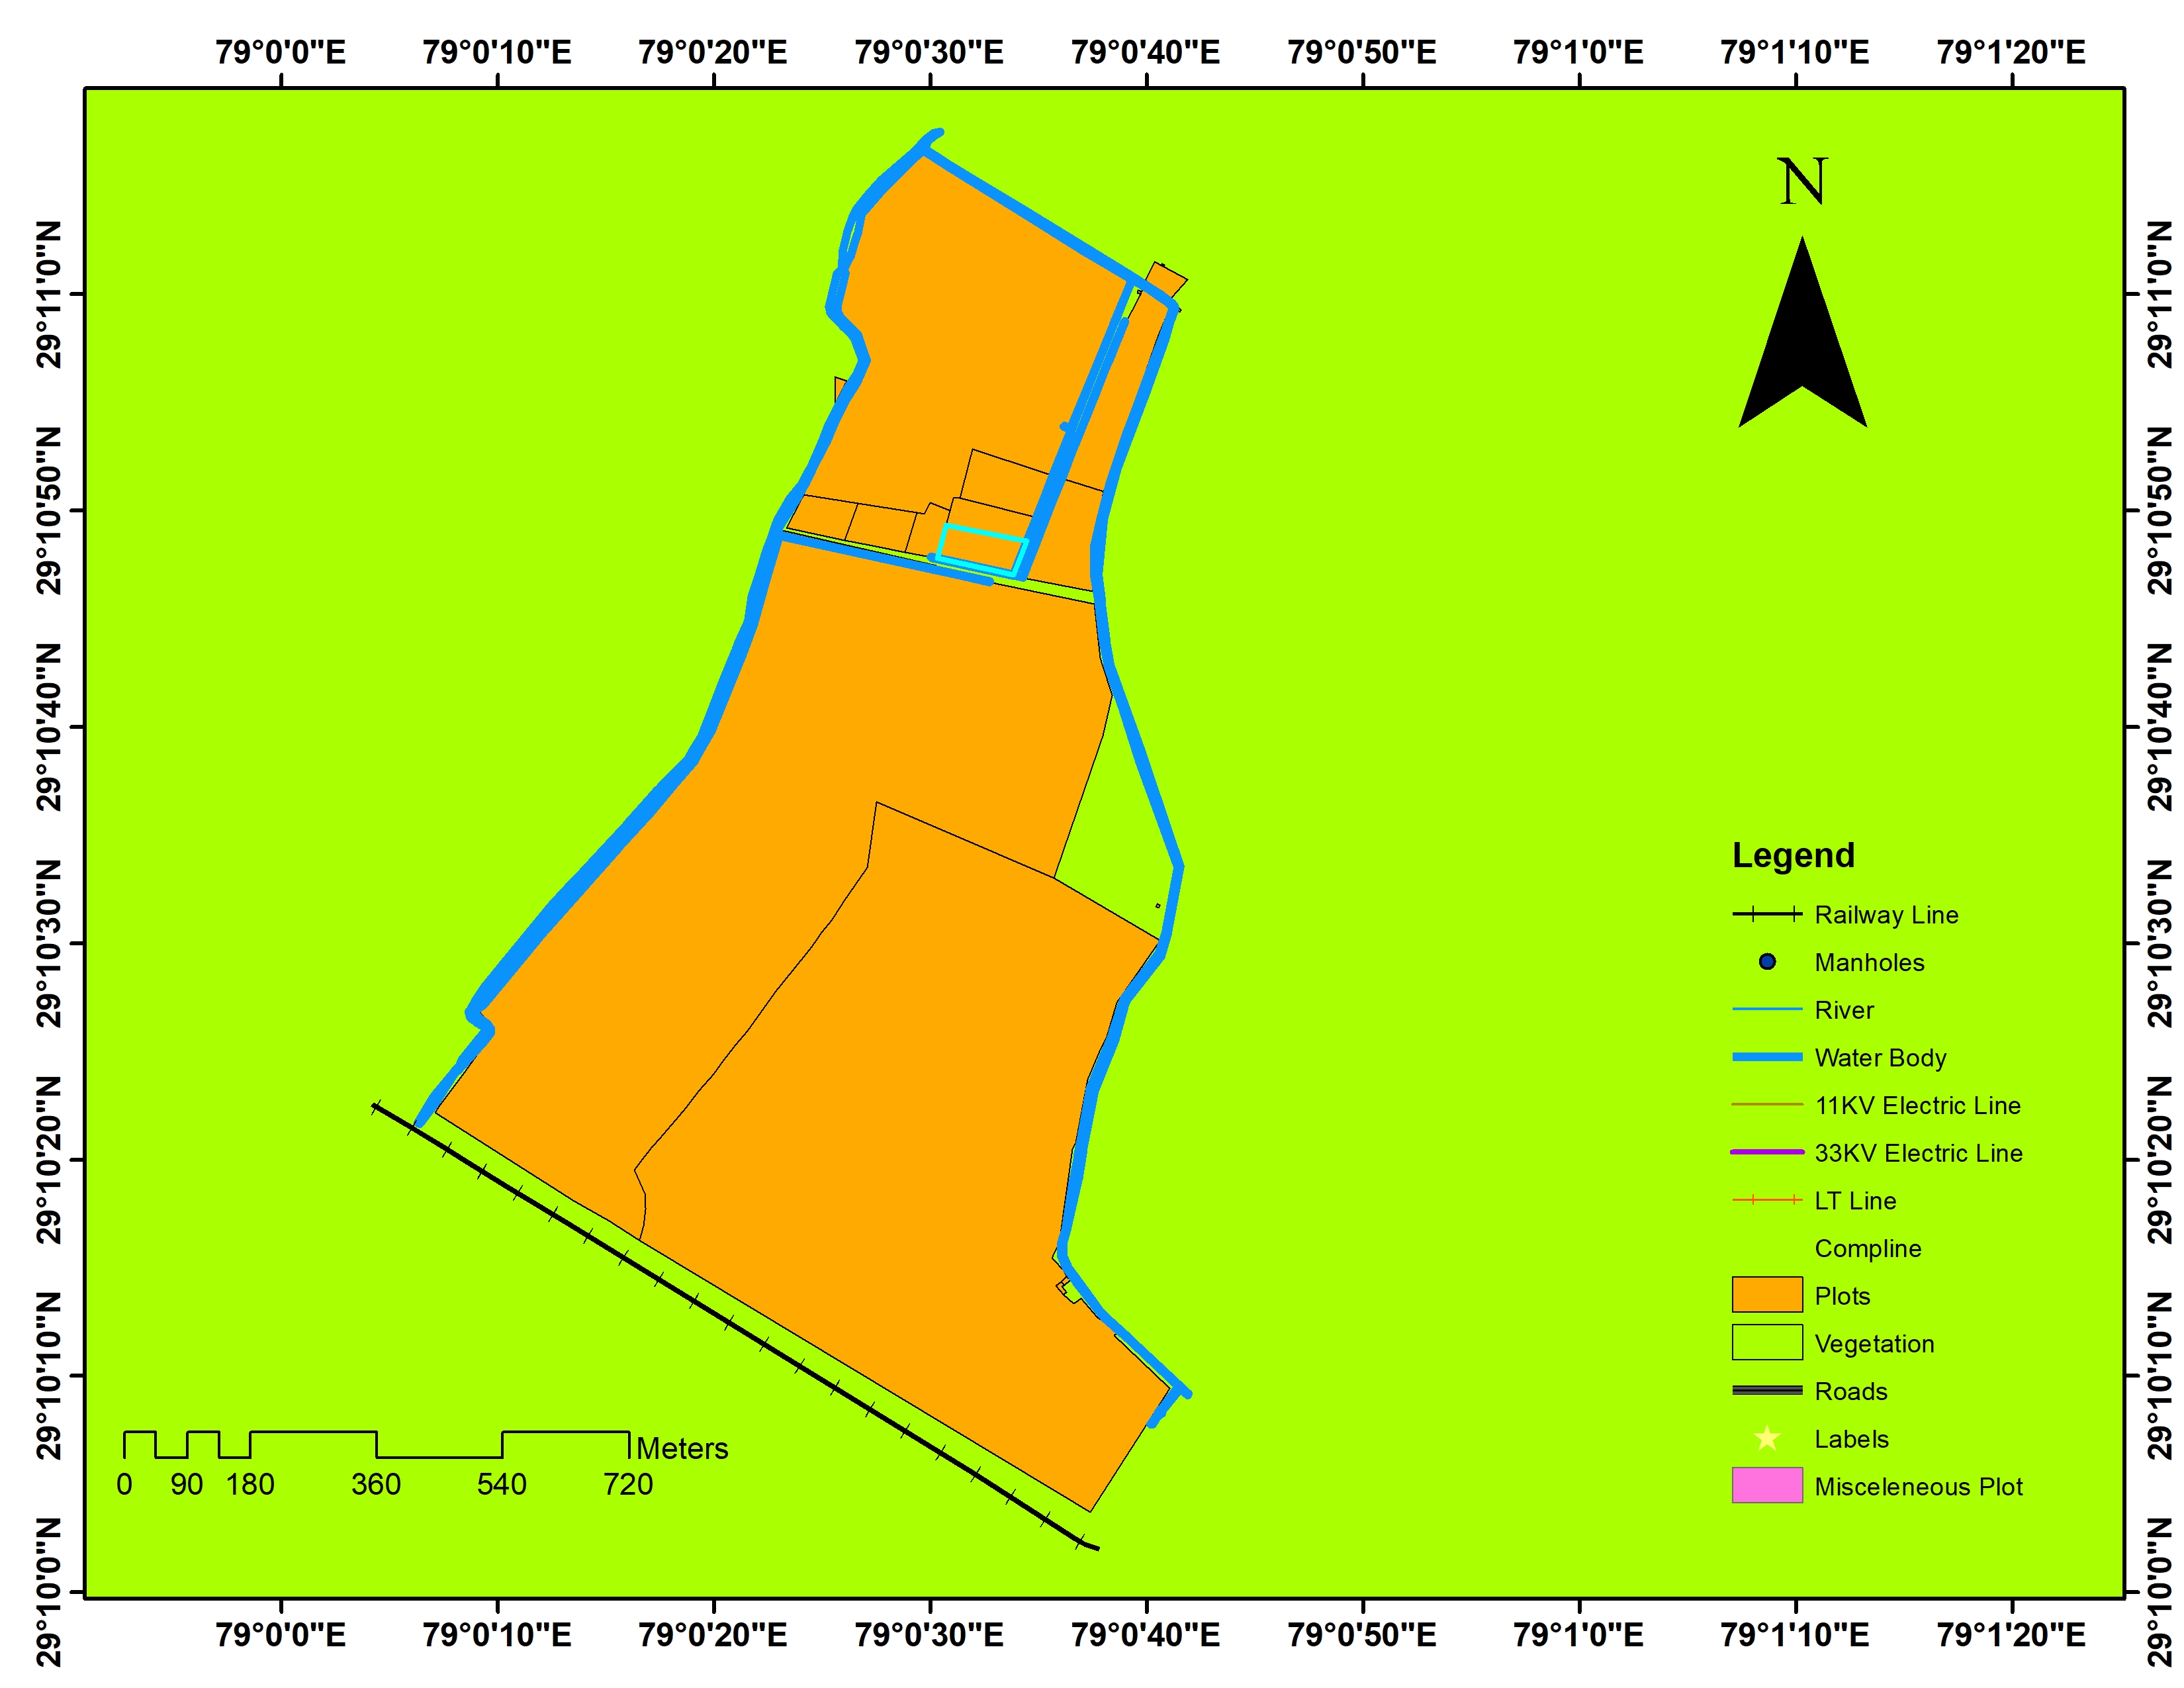 79°0'0"E 79°0'10"E 79°0'20"E 79°0'30"E 79°0'40"E 79°0'50"E 79°1'0"E 79°1'10"E 79°1'20"E
N
29°11'0"N 29°11'0"N
29°10'50"N 29°10'50"N
29°10'40"N 29°10'40"N
29°10'30"N 29°10'30"N
29°10'20"N 29°10'20"N
29°10'10"N 29°10'10"N
29°10'0"N 29°10'0"N
Legend
Railway Line
Manholes
River
Water Body
11KV Electric Line
33KV Electric Line
LT Line
Compline
Plots
Vegetation
Roads
Labels
Misceleneous Plot
Meters
0 90 180 360 540 720
79°0'0"E 79°0'10"E 79°0'20"E 79°0'30"E 79°0'40"E 79°0'50"E 79°1'0"E 79°1'10"E 79°1'20"E